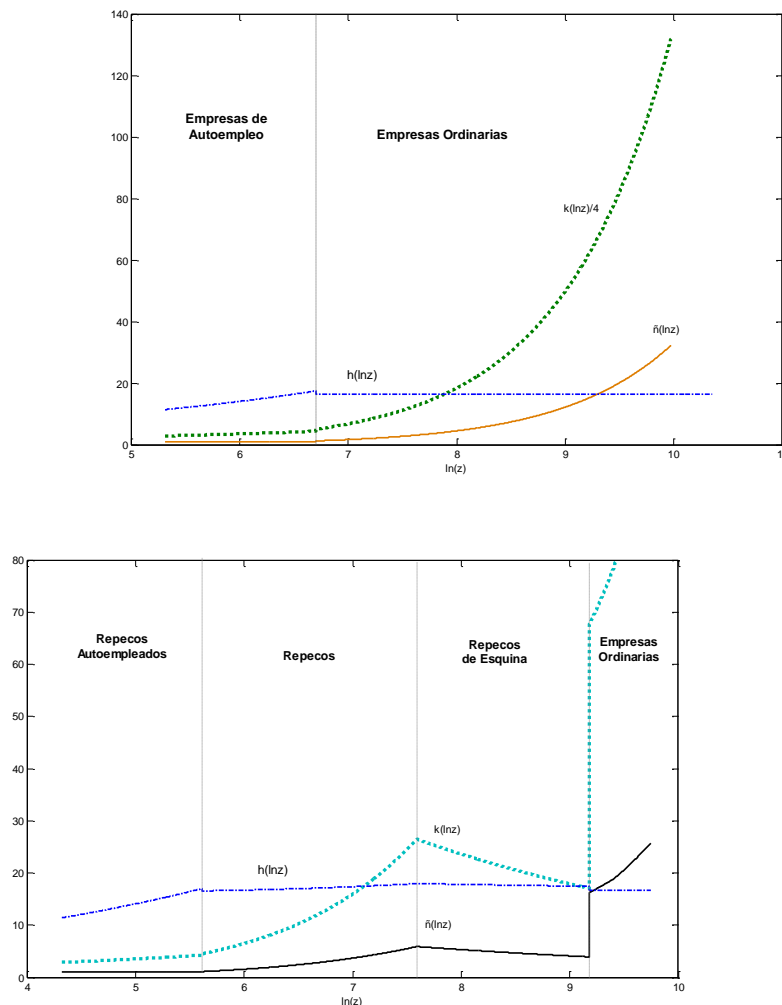 140
120
100
80
60
40
20
0
Empresas de
Autoempleo
Empresas Ordinarias
k(lnz)/4
ñ(lnz)
h(lnz)
5 6 7 8 9 10 1
ln(z)
80
70
60
50
40
30
20
10
0
Repecos
Autoempleados
Repecos
Repecos
de Esquina
Empresas
Ordinarias
k(lnz)
h(lnz)
ñ(lnz)
4 5 6 7 8 9 10
ln(z)